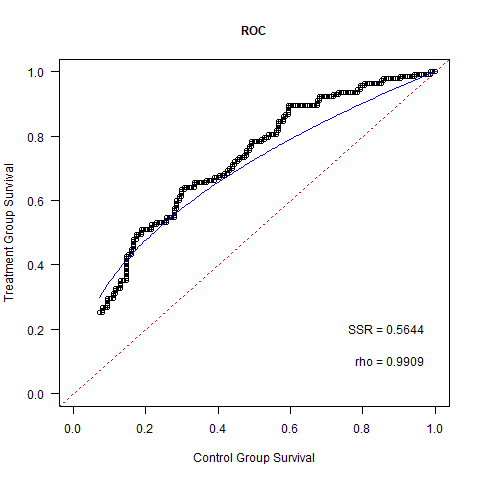 ROC
Treatment Group Survival
1.0
0.8
0.6
0.4
0.2
0.0
SSR = 0.5644
rho = 0.9909
0.0 0.2 0.4 0.6 0.8 1.0
Control Group Survival